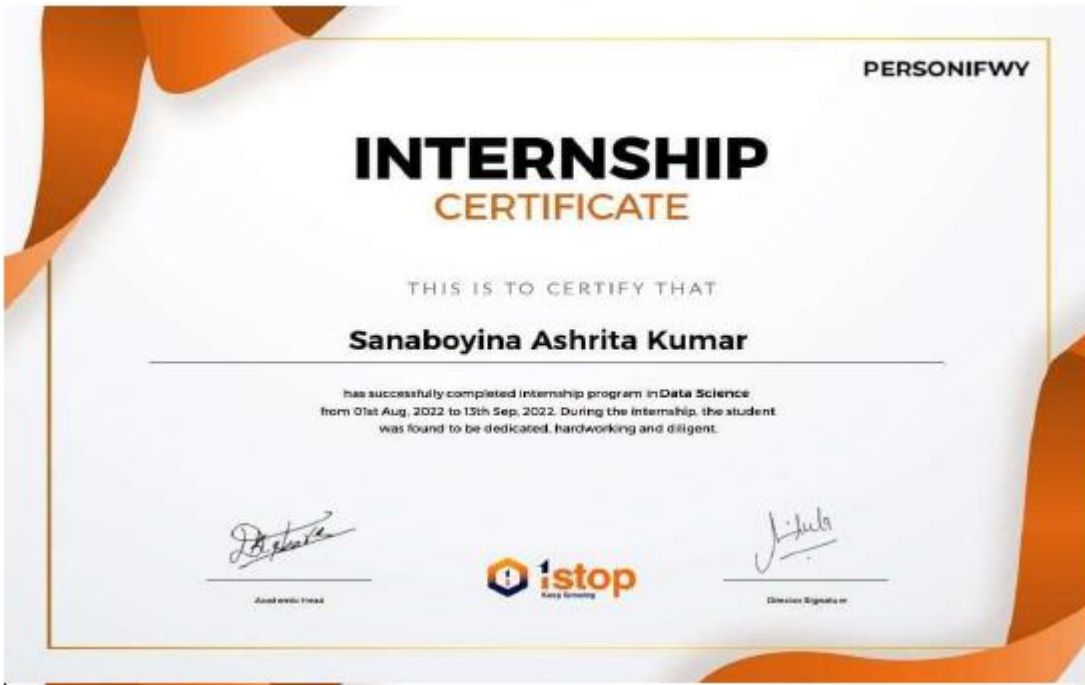 PERSONIFWY
INTERNSHIP
CERTIFICATE
THIS IS TO CERTIFY THAT
Sanaboyina Ashrita Kumar
has successfully completed internship program in Data Science
from 01st Aug, 2022 to 13th Sep, 2022. During the internship, the student
was found to be dedicated, hardworking and diligent.
1stop
Keep Growing
Academic Head
Director Signature